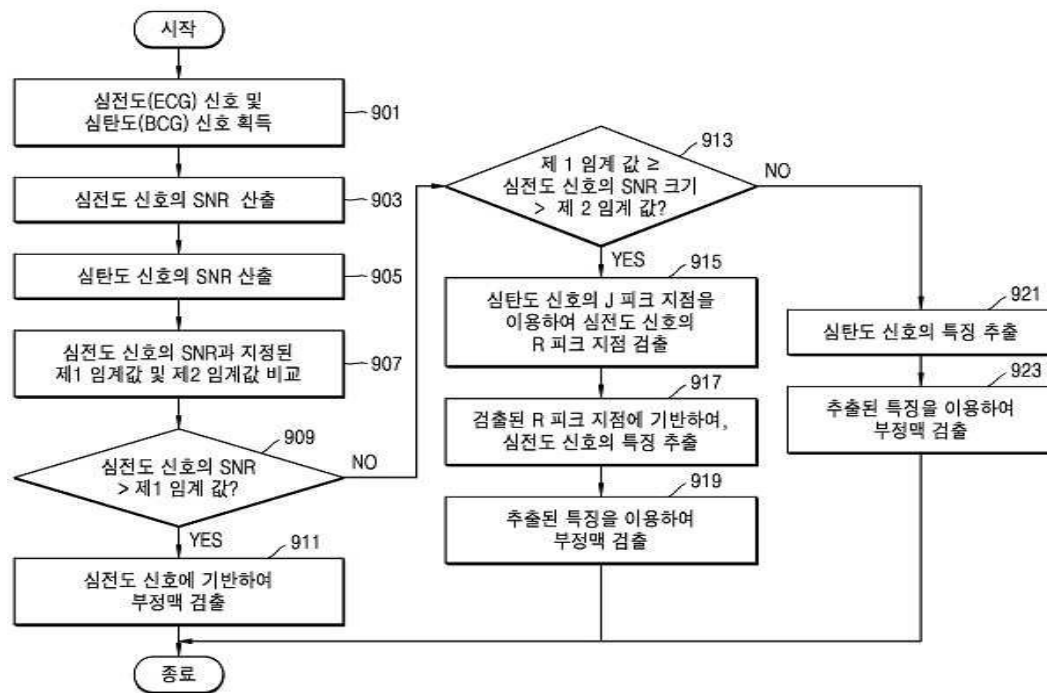 시작
심전도(ECG) 신호 및
심탄도(BCG) 신호 획득
901
심전도 신호의 SNR 산출
903
심탄도 신호의 SNR 산출
905
심전도 신호의 SNR과 지정된
제1 임계값 및 제2 임계값 비교
907
909
심전도 신호의 SNR
> 제1 임계 값?
NO
YES
911
심전도 신호에 기반하여
부정맥 검출
종료
913
제 1 임계 값 ≥
심전도 신호의 SNR 크기
> 제 2 임계 값?
NO
YES
915
심탄도 신호의 J 피크 지점을
이용하여 심전도 신호의
R 피크 지점 검출
917
검출된 R 피크 지점에 기반하여,
심전도 신호의 특징 추출
919
추출된 특징을 이용하여
부정맥 검출
921
심탄도 신호의 특징 추출
923
추출된 특징을 이용하여
부정맥 검출